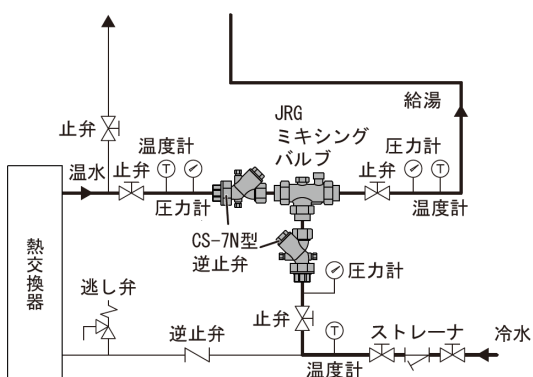 給湯
JRG
ミキシング
バルブ
止弁
温度計
圧力計
T
T
温水
止弁
止弁
圧力計
温度計
CS-7N型
逆止弁
熱交換器
圧力計
逃し弁
止弁
逆止弁
T
ストレーナ
冷水
温度計